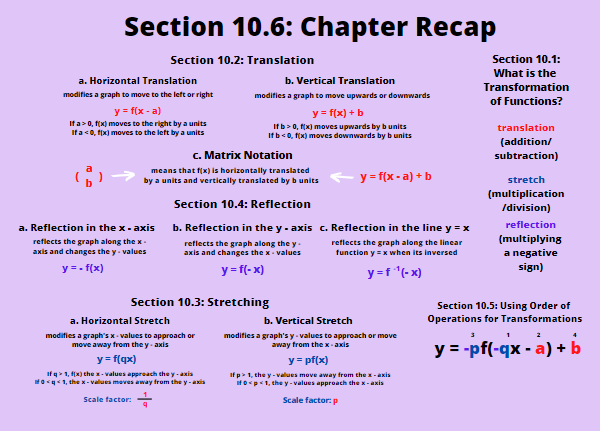 Section 10.6: Chapter Recap
Section 10.2: Translation
a. Horizontal Translation
modifies a graph to move to the left or right
y = f(x - a)
If a > 0, f(x) moves to the right by a units
If a < 0, f(x) moves to the left by a units
b. Vertical Translation
modifies a graph to move upwards or downwards
y = f(x) + b
If b > 0, f(x) moves upwards by b units
If b < 0, f(x) moves downwards by b units
c. Matrix Notation
( a
b )
means that f(x) is horizontally translated
by a units and vertically translated by b units
y = f(x - a) + b
Section 10.1:
What is the
Transformation
of Functions?
translation
(addition/
subtraction)
stretch
(multiplication
/division)
reflection
(multiplying
a negative
sign)
Section 10.4: Reflection
a. Reflection in the x - axis
reflects the graph along the x -
axis and changes the y - values
y = - f(x)
b. Reflection in the y - axis
reflects the graph along the y -
axis and changes the x - values
y = f(- x)
c. Reflection in the line y = x
reflects the graph along the linear
function y = x when its inversed
y = f ⁻¹(- x)
Section 10.3: Stretching
a. Horizontal Stretch
modifies a graph's x - values to approach or
move away from the y - axis
y = f(qx)
If q > 1, f(x) the x - values approach the y - axis
If 0 < q < 1, the x - values moves away from the y - axis
Scale factor: 1
q
b. Vertical Stretch
modifies a graph's y - values to approach or move
away from the x - axis
y = pf(x)
If p > 1, the y - values move away from the x - axis
If 0 < p < 1, the y - values approach the x - axis
Scale factor: p
Section 10.5: Using Order of
Operations for Transformations
3 1 2 4
y = -pf(-qx - a) + b